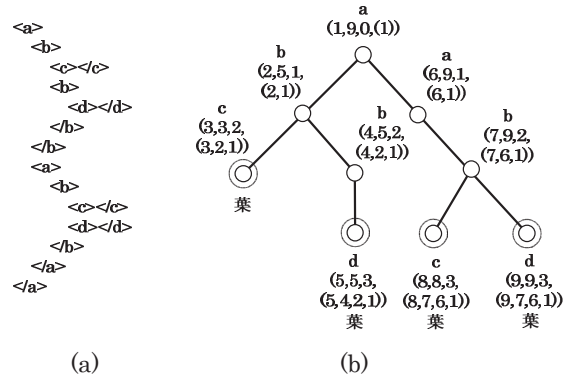 <a>
<b>
<c></c>
<b>
<d></d>
</b>
</b>
<a>
<b>
<c></c>
<d></d>
</b>
</a>
</a>
(a)
a
(1,9,0,(1))
b
(2,5,1,
(2,1))
a
(6,9,1,
(6,1))
c
(3,3,2,
(3,2,1))
葉
b
(4,5,2,
(4,2,1))
b
(7,9,2,
(7,6,1))
d
(5,5,3,
(5,4,2,1))
葉
c
(8,8,3,
(8,7,6,1))
葉
d
(9,9,3,
(9,7,6,1))
葉
(b)